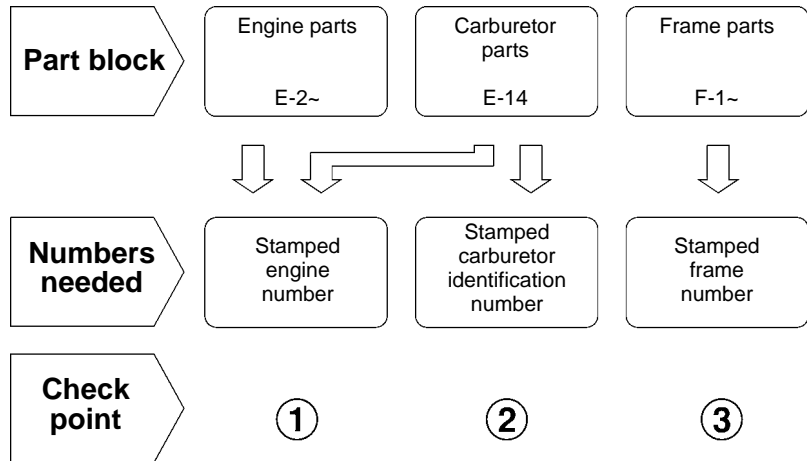 Part block
Engine parts
E-2~
Carburetor
parts
E-14
Frame parts
F-1~
Numbers
needed
Stamped
engine
number
Stamped
carburetor
identification
number
Stamped
frame
number
Check
point
1
2
3